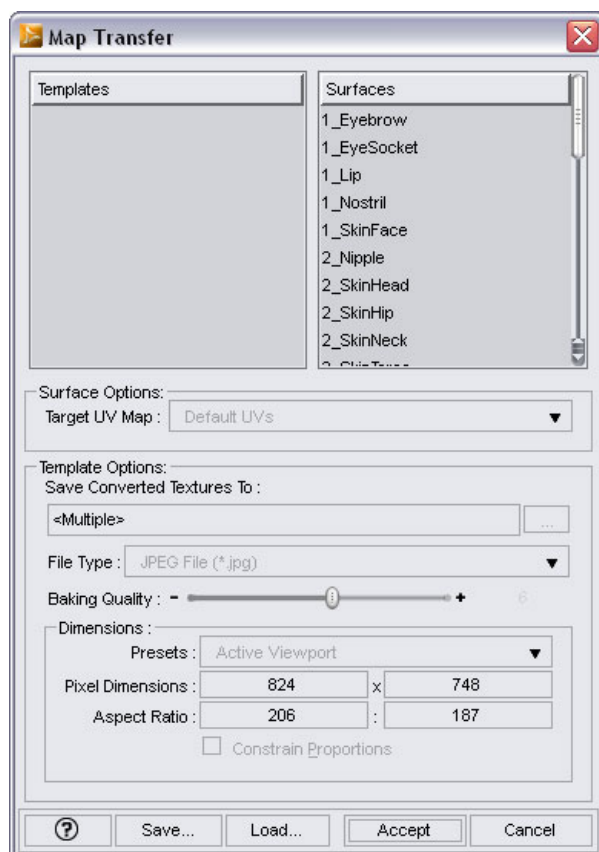 Map Transfer
Templates
Surfaces
1_Eyebrow
1_EyeSocket
1_Lip
1_Nostril
1_SkinFace
2_Nipple
2_SkinHead
2_SkinHip
2_SkinNeck
Surface Options:
Target UV Map :
Default UVs
Template Options:
Save Converted Textures To :
<Multiple>
...
File Type :
JPEG File (*.jpg)
Baking Quality : - + 6
Dimensions :
Presets :
Active Viewport
Pixel Dimensions : 824 x 748
Aspect Ratio : 206 : 187
Constrain Proportions
? Save... Load... Accept Cancel